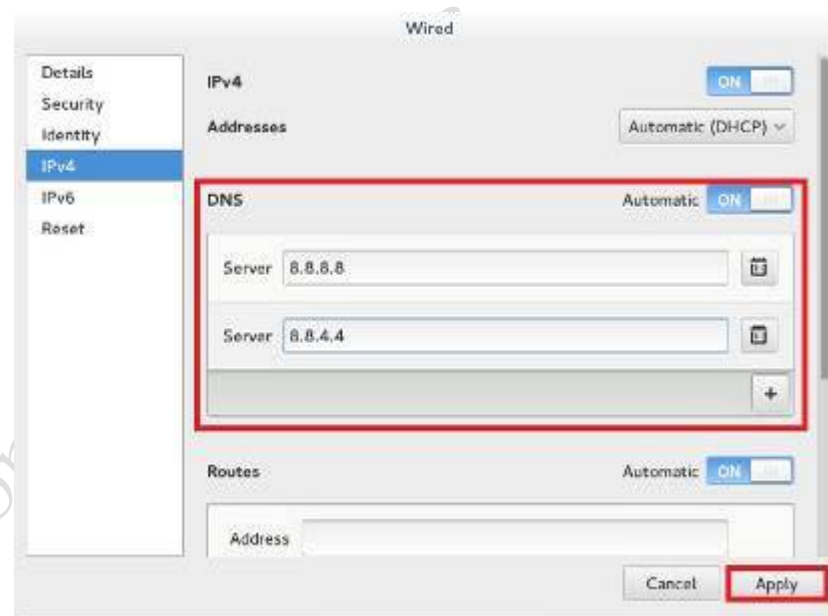 Wired
Details
Security
Identity
IPv4
IPv6
Reset
IPv4 ON
Addresses Automatic (DHCP)
DNS Automatic ON
Server 8.8.8.8
Server 8.8.4.4
+
Routes Automatic ON
Address
Cancel Apply